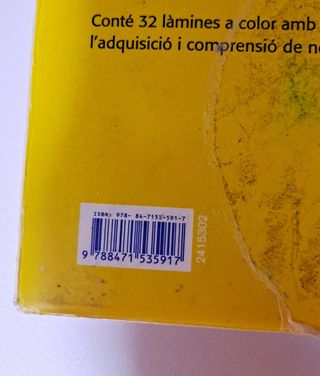 Conté 32 làmines a color amb
l'adquisició i comprensió de
ISBN: 978- 84-7153-591-7
9 788471 535917
2415302